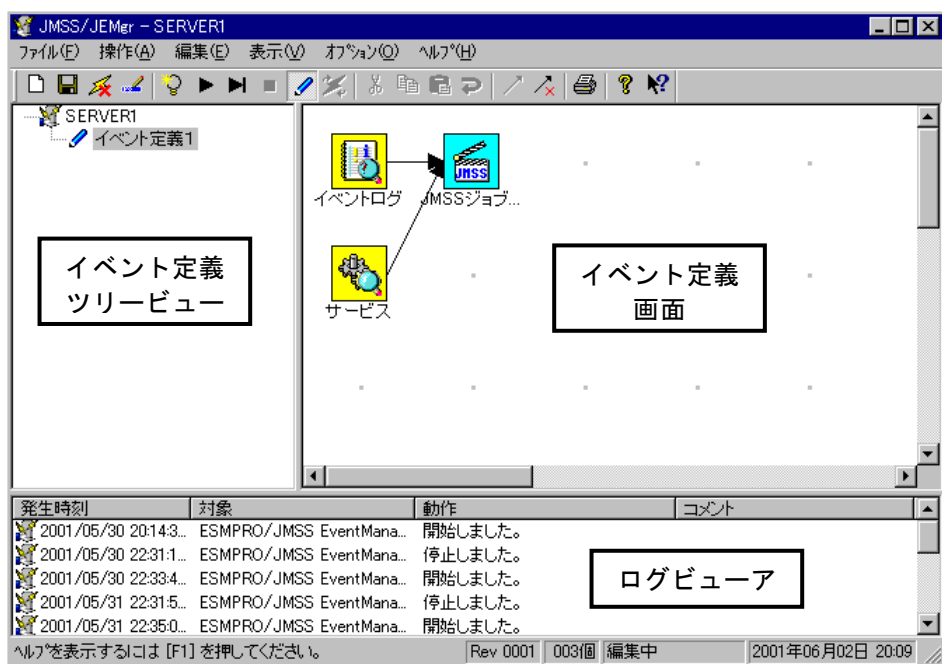 JMSS/JEMgr - SERVER1
ファイル(F) 操作(A) 編集(E) 表示(V) オプション(O) ヘルプ(H)
SERVER1
イベント定義1
イベント定義
ツリービュー
イベントログ
JMSS
JMSSジョブ...
サービス
イベント定義
画面
発生時刻 対象 動作 コメント
2001/05/30 20:14:3... ESMPRO/JMSS EventMana... 開始しました。
2001/05/30 22:31:1... ESMPRO/JMSS EventMana... 停止しました。
2001/05/30 22:33:4... ESMPRO/JMSS EventMana... 開始しました。
2001/05/31 22:31:5... ESMPRO/JMSS EventMana... 停止しました。
2001/05/31 22:35:0... ESMPRO/JMSS EventMana... 開始しました。
ログビューア
ヘルプを表示するには [F1] を押してください。 Rev 0001 003個 編集中 2001年06月02日 20:09